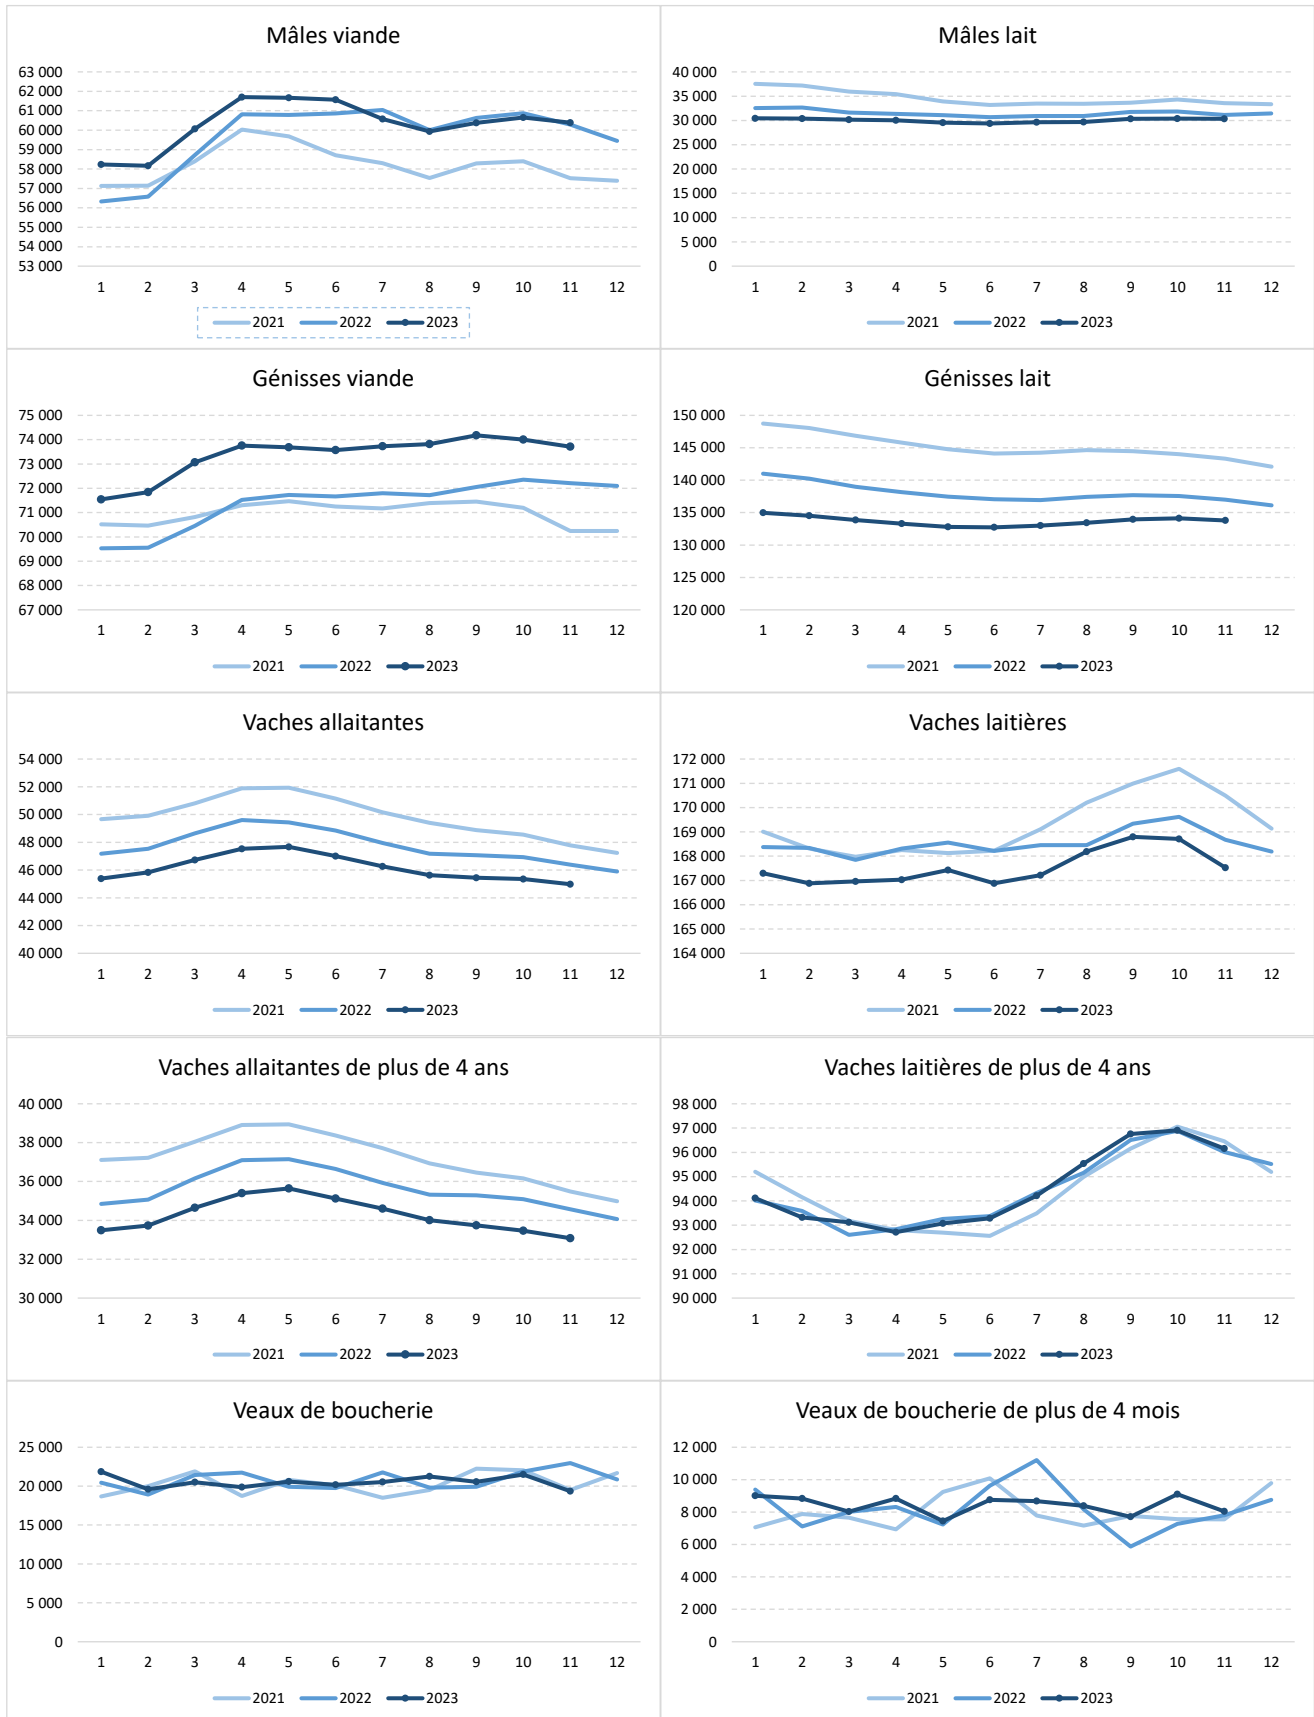 Mâles viande
63 000
62 000
61 000
60 000
59 000
58 000
57 000
56 000
55 000
54 000
53 000
1 2 3 4 5 6 7 8 9 10 11 12
2021 2022 2023
Mâles lait
40 000
35 000
30 000
25 000
20 000
15 000
10 000
5 000
0
1 2 3 4 5 6 7 8 9 10 11 12
2021 2022 2023
Génisses viande
75 000
74 000
73 000
72 000
71 000
70 000
69 000
68 000
67 000
1 2 3 4 5 6 7 8 9 10 11 12
2021 2022 2023
Génisses lait
150 000
145 000
140 000
135 000
130 000
125 000
120 000
1 2 3 4 5 6 7 8 9 10 11 12
2021 2022 2023
Vaches allaitantes
54 000
52 000
50 000
48 000
46 000
44 000
42 000
40 000
1 2 3 4 5 6 7 8 9 10 11 12
2021 2022 2023
Vaches laitières
172 000
171 000
170 000
169 000
168 000
167 000
166 000
165 000
164 000
1 2 3 4 5 6 7 8 9 10 11 12
2021 2022 2023
Vaches allaitantes de plus de 4 ans
40 000
38 000
36 000
34 000
32 000
30 000
1 2 3 4 5 6 7 8 9 10 11 12
2021 2022 2023
Vaches laitières de plus de 4 ans
98 000
97 000
96 000
95 000
94 000
93 000
92 000
91 000
90 000
1 2 3 4 5 6 7 8 9 10 11 12
2021 2022 2023
Veaux de boucherie
25 000
20 000
15 000
10 000
5 000
0
1 2 3 4 5 6 7 8 9 10 11 12
2021 2022 2023
Veaux de boucherie de plus de 4 mois
12 000
10 000
8 000
6 000
4 000
2 000
0
1 2 3 4 5 6 7 8 9 10 11 12
2021 2022 2023